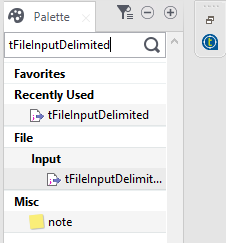 Palette
tFileInputDelimited
Favorites
Recently Used
tFileInputDelimited
File
Input
tFileInputDelimit...
Misc
note